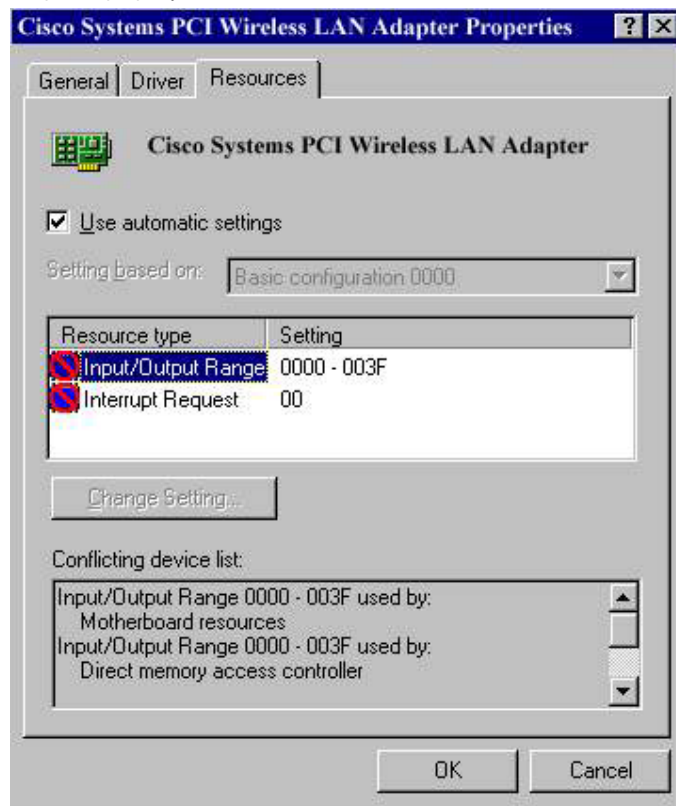 Cisco Systems PCI Wireless LAN Adapter Properties ? X
General Driver Resources
Cisco Systems PCI Wireless LAN Adapter
Use automatic settings
Setting based on: Basic configuration 0000
Resource type Setting
Input/Output Range 0000 - 003F
Interrupt Request 00
Change Setting...
Conflicting device list:
Input/Output Range 0000 - 003F used by:
Motherboard resources
Input/Output Range 0000 - 003F used by:
Direct memory access controller
OK Cancel